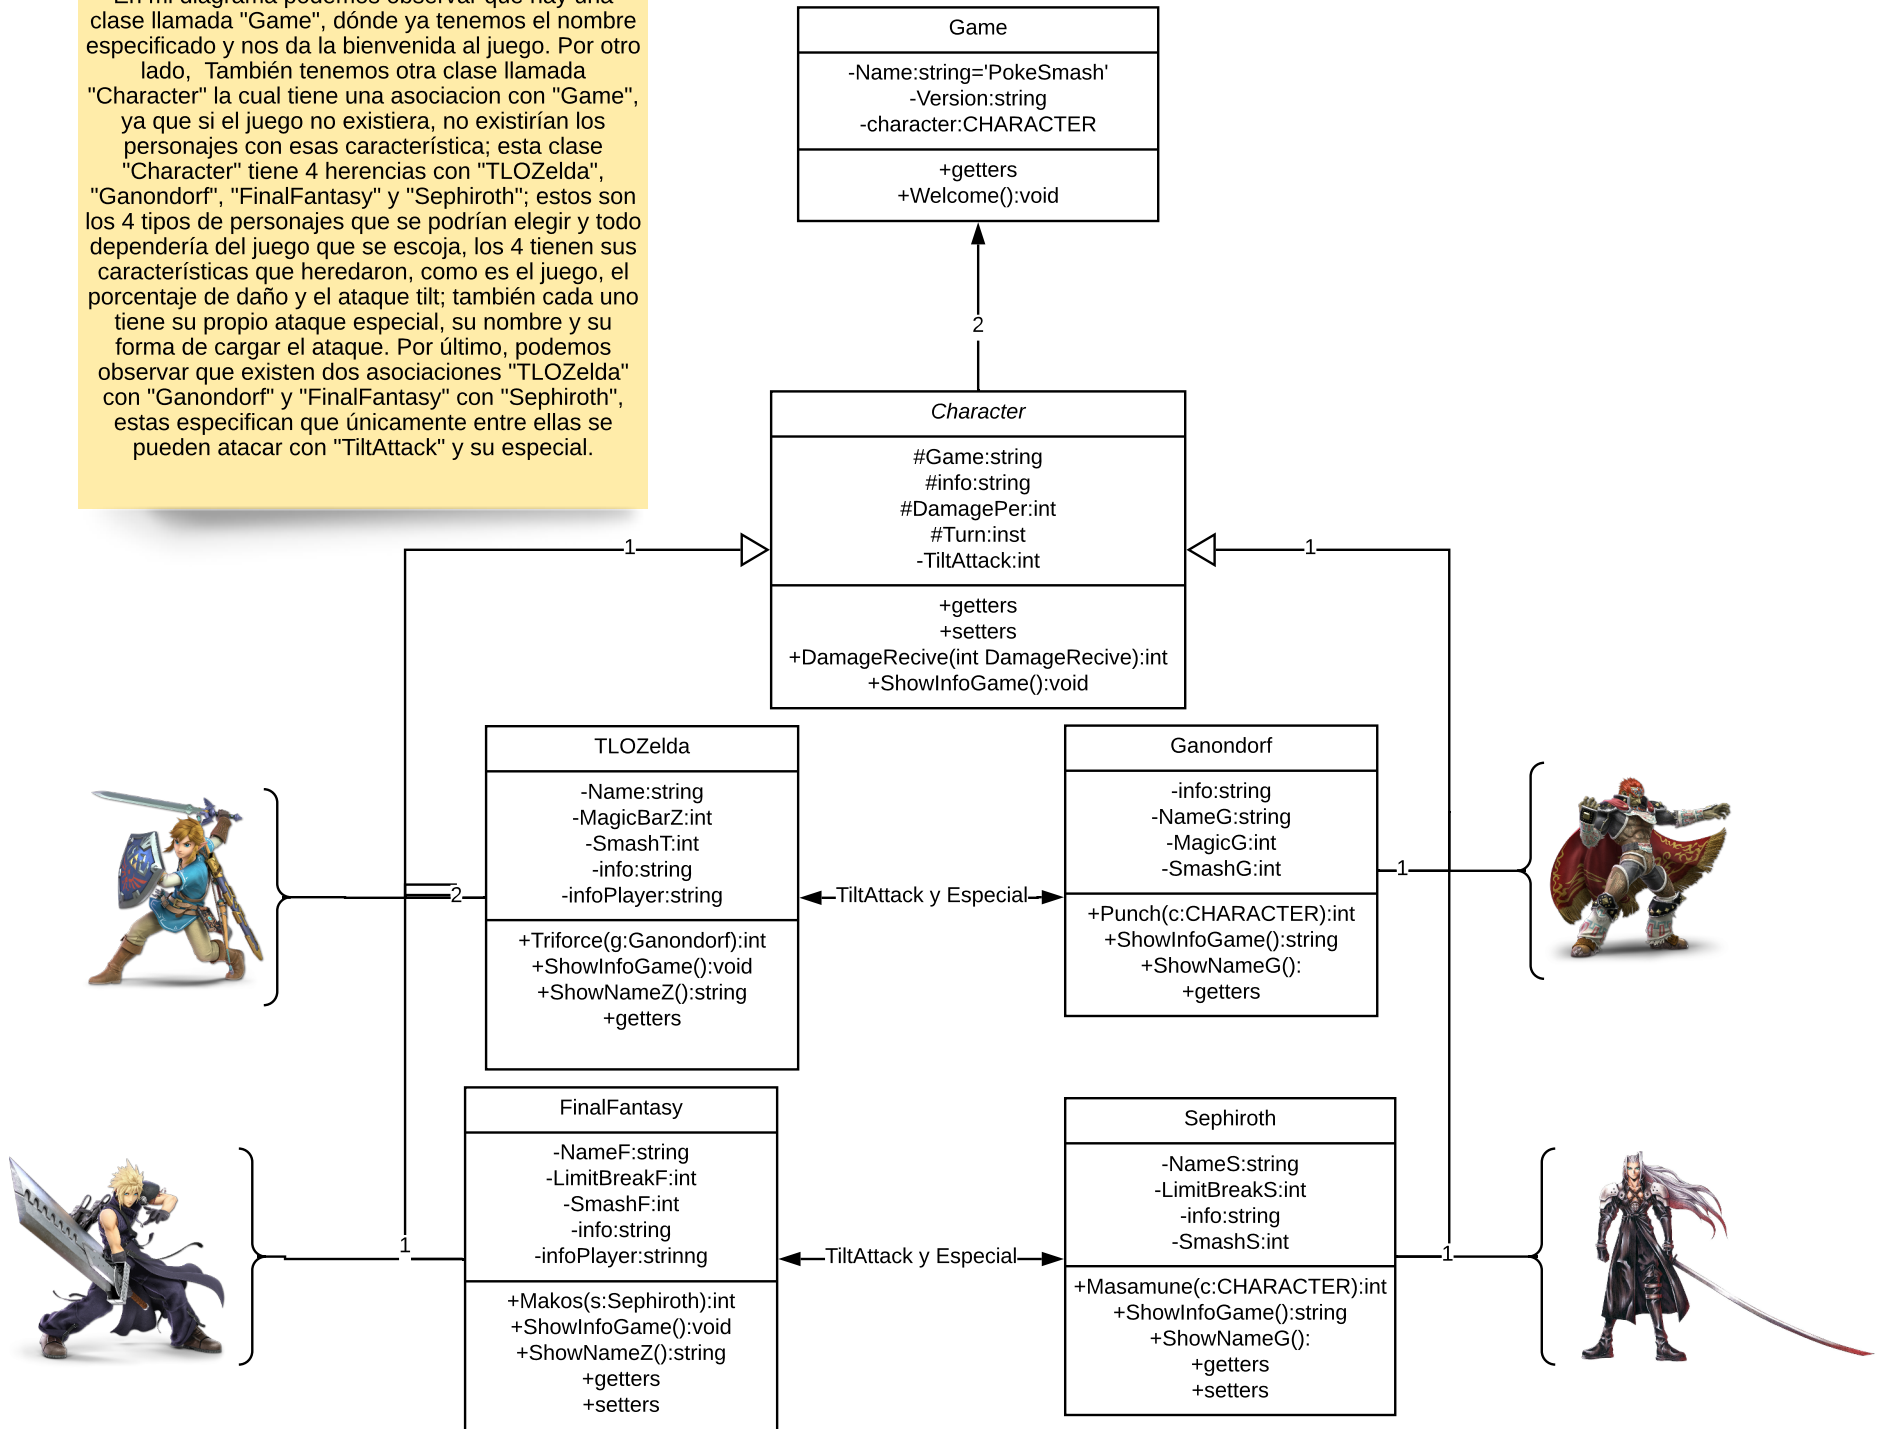 En mi diagrama podemos observar que hay una
clase llamada "Game", dónde ya tenemos el nombre
especificado y nos da la bienvenida al juego. Por otro
lado,  También tenemos otra clase llamada
"Character" la cual tiene una asociacion con "Game",
ya que si el juego no existiera, no existirían los
personajes con esas característica; esta clase
"Character" tiene 4 herencias con "TLOZelda",
"Ganondorf", "FinalFantasy" y "Sephiroth"; estos son
los 4 tipos de personajes que se podrían elegir y todo
dependería del juego que se escoja, los 4 tienen sus
características que heredaron, como es el juego, el
porcentaje de daño y el ataque tilt; también cada uno
tiene su propio ataque especial, su nombre y su
forma de cargar el ataque. Por último, podemos
observar que existen dos asociaciones "TLOZelda"
con "Ganondorf" y "FinalFantasy" con "Sephiroth",
estas especifican que únicamente entre ellas se
pueden atacar con "TiltAttack" y su especial.
Game
-Name:string='PokeSmash'
-Version:string
-character:CHARACTER
+getters
+Welcome():void
2
Character
#Game:string
#info:string
#DamagePer:int
#Turn:inst
-TiltAttack:int
+getters
+setters
+DamageRecive(int DamageRecive):int
+ShowInfoGame():void
1
1
TLOZelda
-Name:string
-MagicBarZ:int
-SmashT:int
-info:string
-infoPlayer:string
+Triforce(g:Ganondorf):int
+ShowInfoGame():void
+ShowNameZ():string
+getters
2
TiltAttack y Especial
Ganondorf
-info:string
-NameG:string
-MagicG:int
-SmashG:int
+Punch(c:CHARACTER):int
+ShowInfoGame():string
+ShowNameG():
+getters
1
FinalFantasy
-NameF:string
-LimitBreakF:int
-SmashF:int
-info:string
-infoPlayer:strinng
+Makos(s:Sephiroth):int
+ShowInfoGame():void
+ShowNameZ():string
+getters
+setters
1
TiltAttack y Especial
Sephiroth
-NameS:string
-LimitBreakS:int
-info:string
-SmashS:int
+Masamune(c:CHARACTER):int
+ShowInfoGame():string
+ShowNameG():
+getters
+setters
1